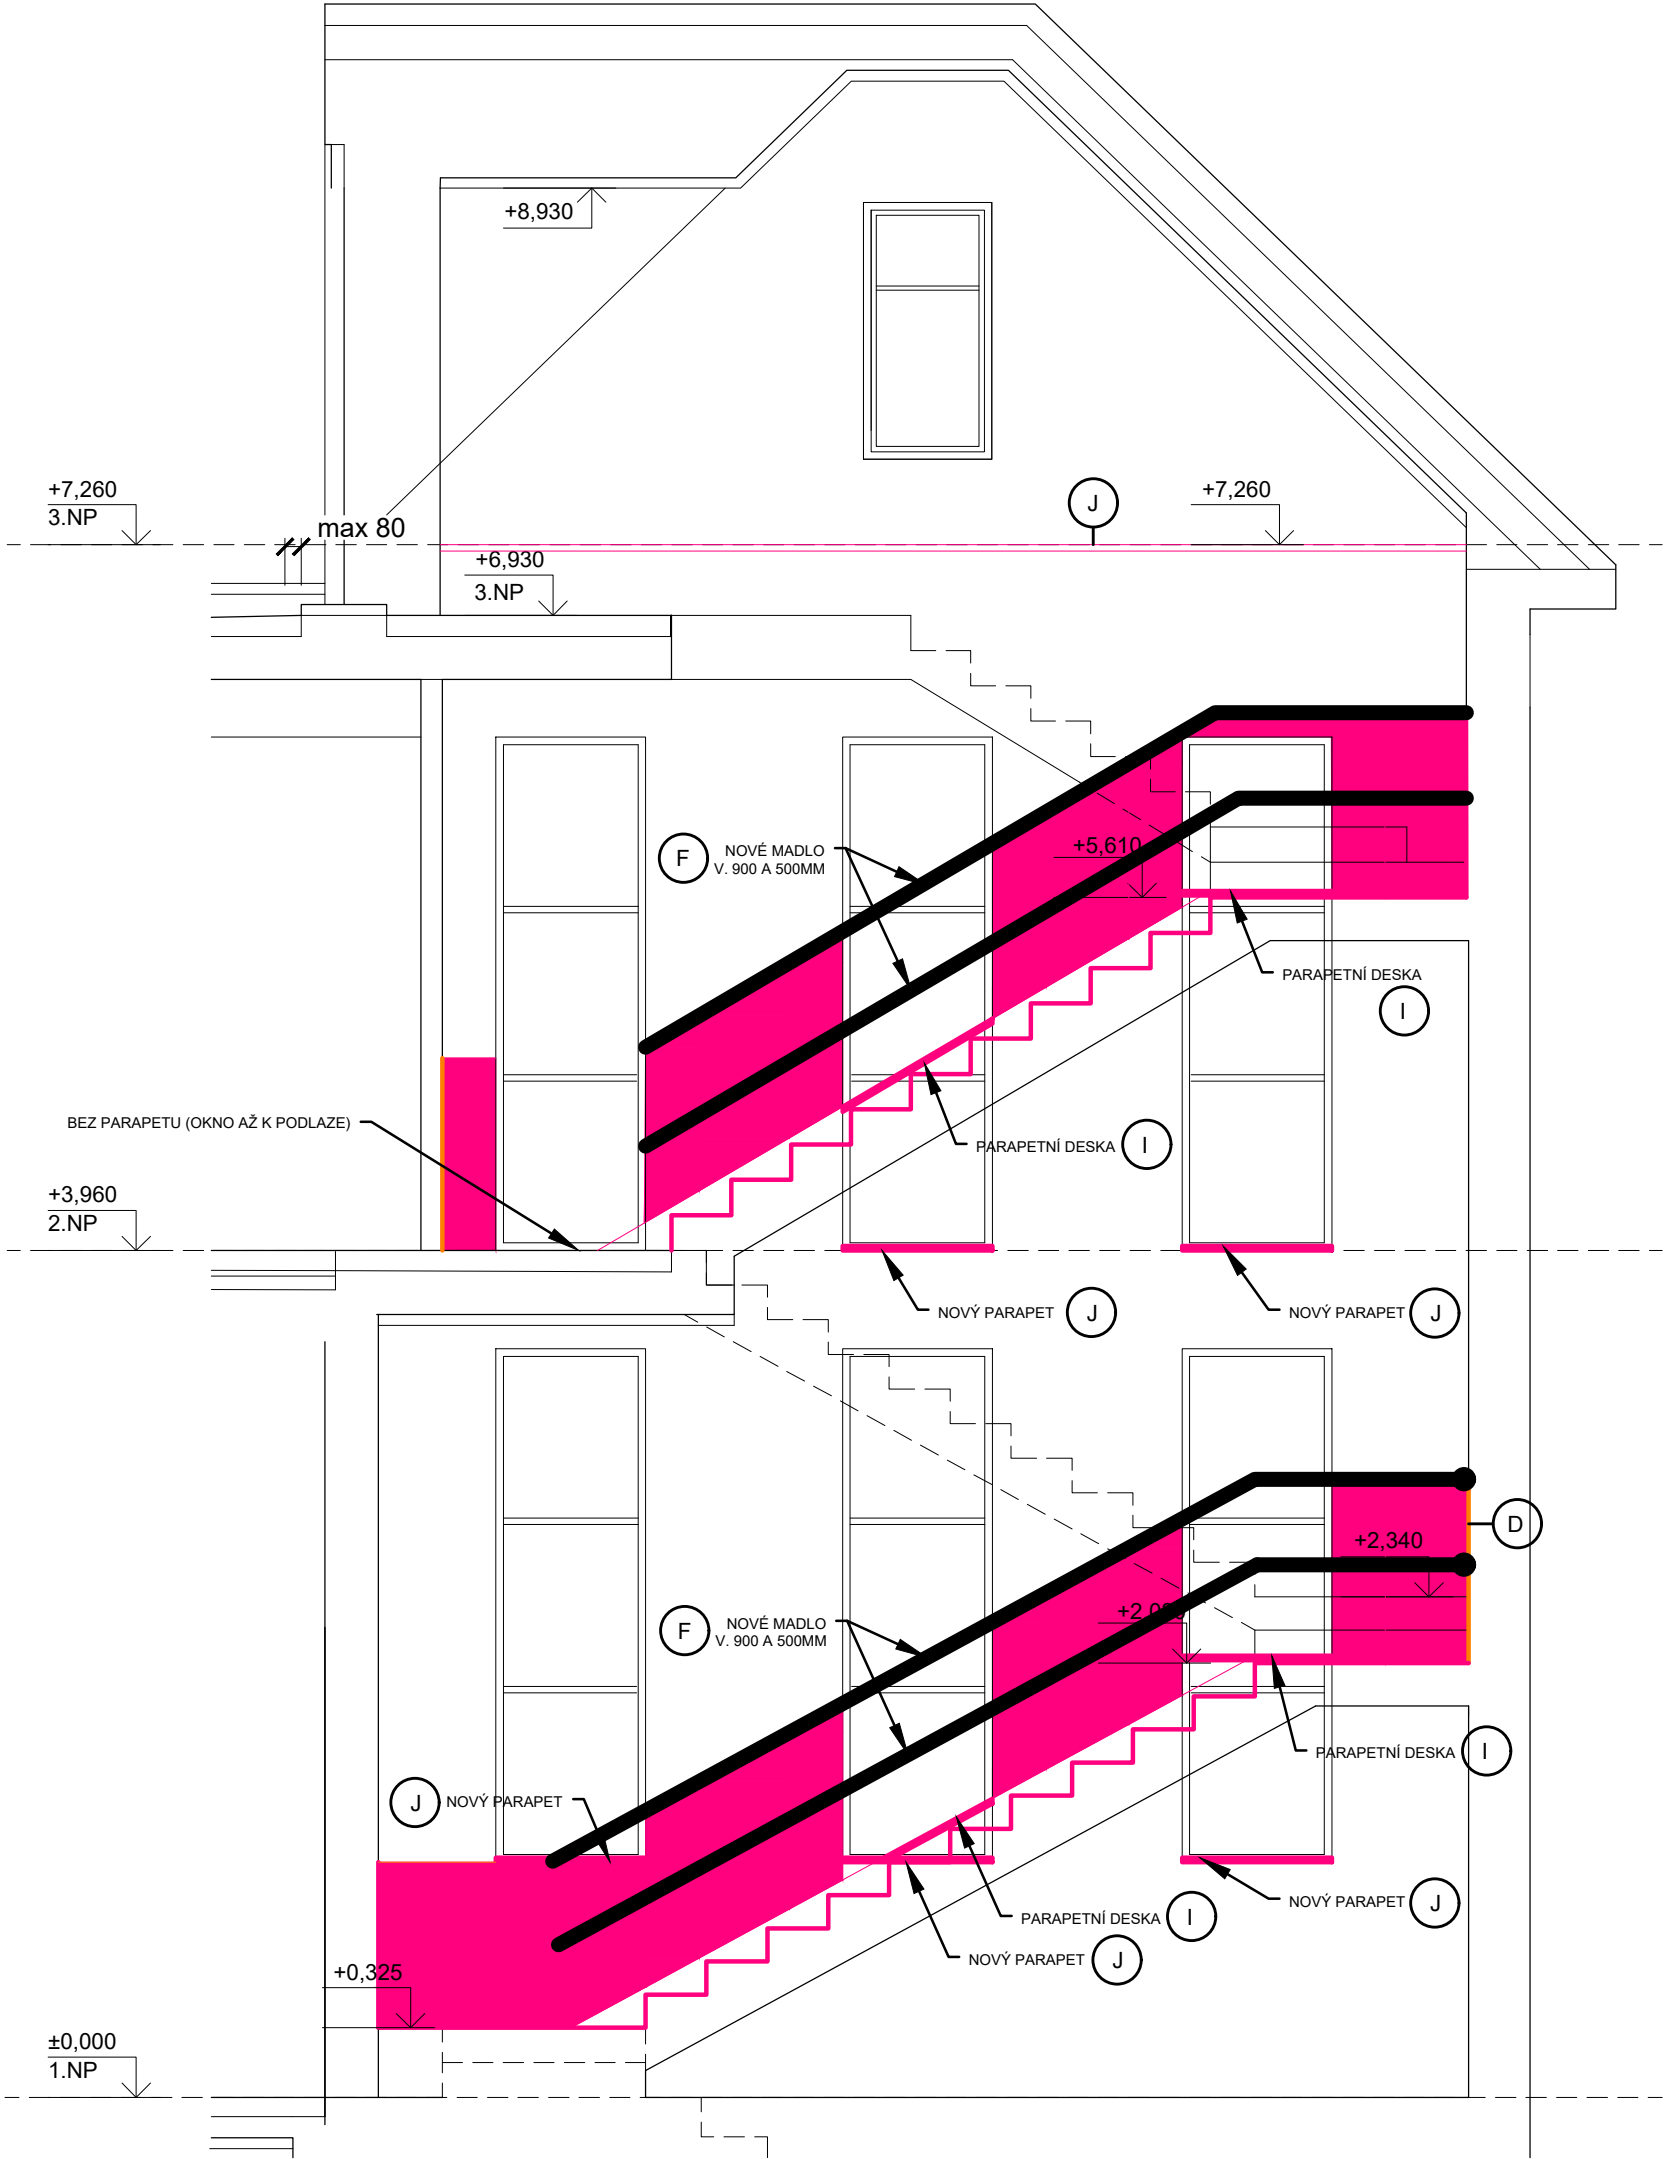 +8,930
+7,260
3.NP
max 80
J
+7,260
+6,930
3.NP
F
NOVÉ MADLO
V. 900 A 500MM
+5,610
PARAPETNÍ DESKA
I
BEZ PARAPETU (OKNO AŽ K PODLAZE)
PARAPETNÍ DESKA
I
+3,960
2.NP
NOVÝ PARAPET
J
NOVÝ PARAPET
J
D
+2,340
F
NOVÉ MADLO
V. 900 A 500MM
PARAPETNÍ DESKA
I
J
NOVÝ PARAPET
NOVÝ PARAPET
J
PARAPETNÍ DESKA
I
NOVÝ PARAPET
J
+0,325
±0,000
1.NP